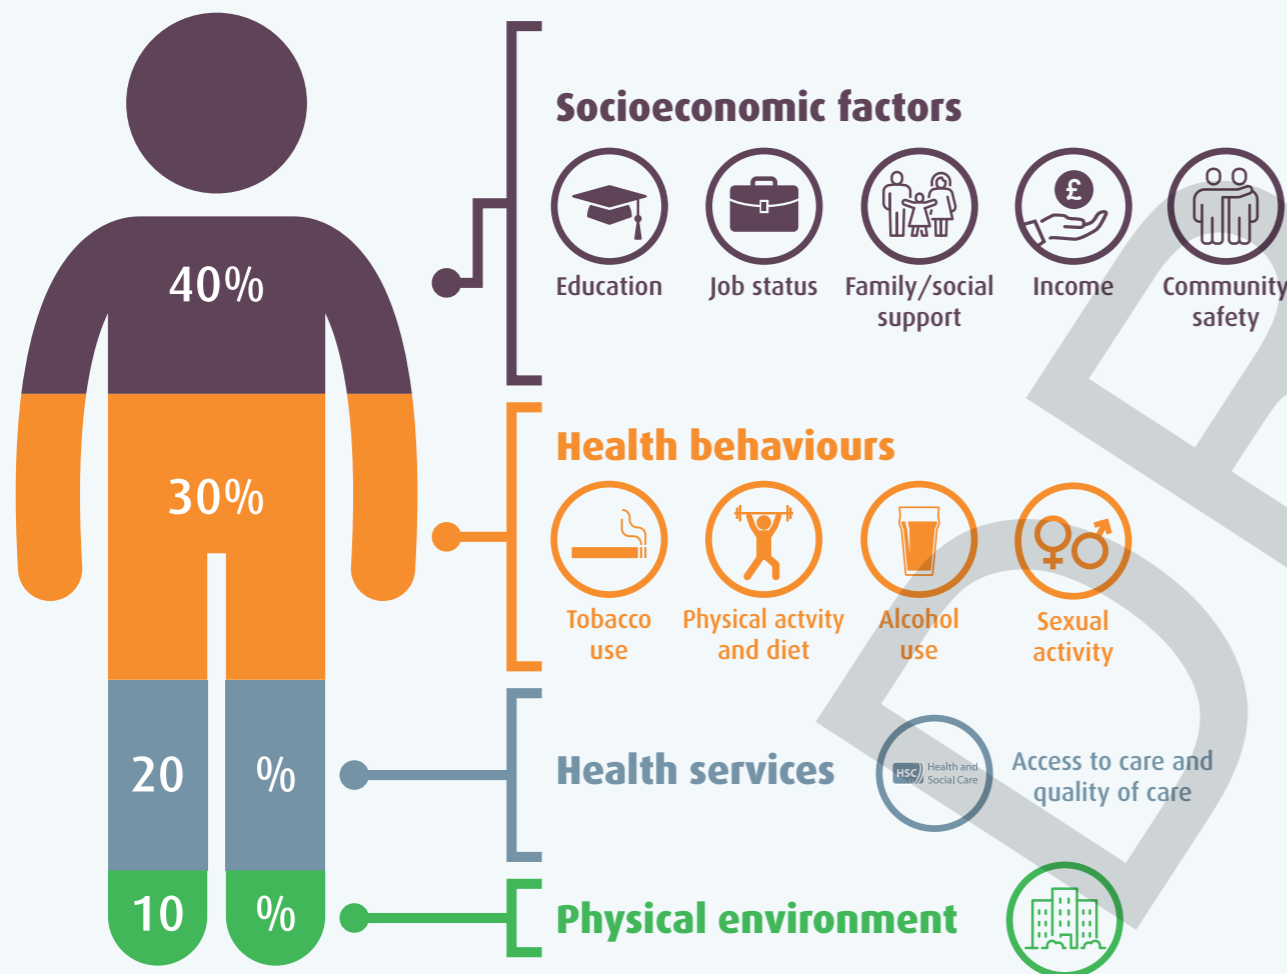 40%
Socioeconomic factors
£
Education
Job status
Family/social
support
Income
Community
safety
30%
Health behaviours
Tobacco
use
Physical actvity
and diet
Alcohol
use
Sexual
activity
20 %
Health services
HSC Health and
Social Care
Access to care and
quality of care
10 %
Physical environment
DR